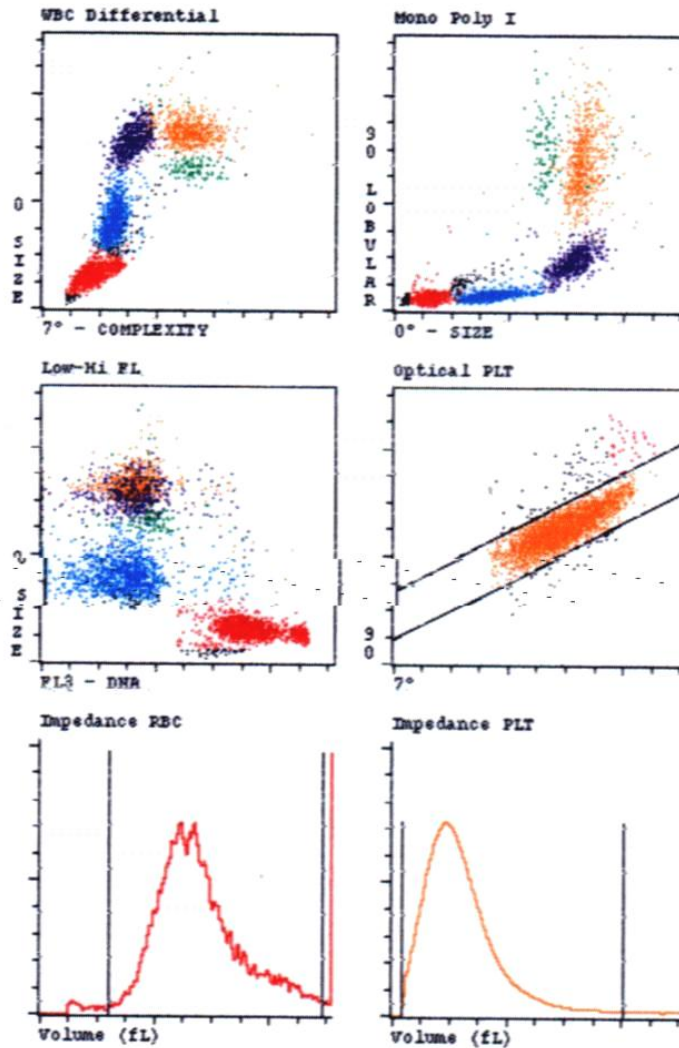 WBC Differential
0 SIZE
7° - COMPLEXITY
Mono Poly I
90 LOBULAR
0° - SIZE
Low-Hi FL
SIZE
FL3 - DNA
Optical PLT
90
7°
Impedance RBC
Volume (fL)
Impedance PLT
Volume (fL)